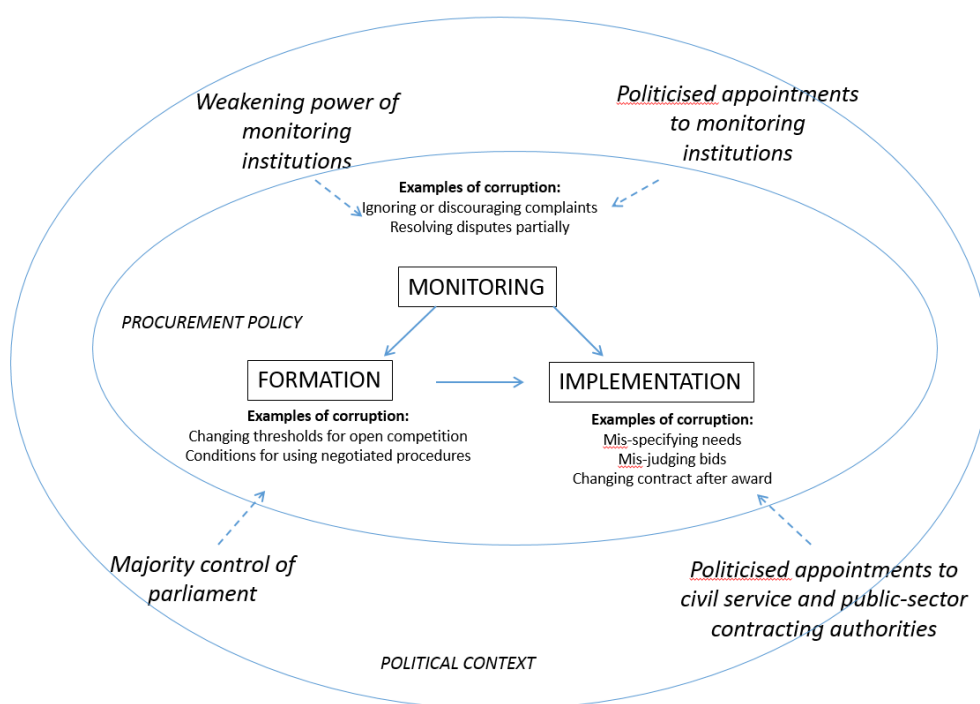 Weakening power of
monitoring
institutions
Politicised appointments
to monitoring
institutions
Examples of corruption:
Ignoring or discouraging complaints
Resolving disputes partially
MONITORING
PROCUREMENT POLICY
FORMATION
Examples of corruption:
Changing thresholds for open competition
Conditions for using negotiated procedures
IMPLEMENTATION
Examples of corruption:
Mis-specifying needs
Mis-judging bids
Changing contract after award
Majority control of
parliament
Politicised appointments to
civil service and public-sector
contracting authorities
POLITICAL CONTEXT